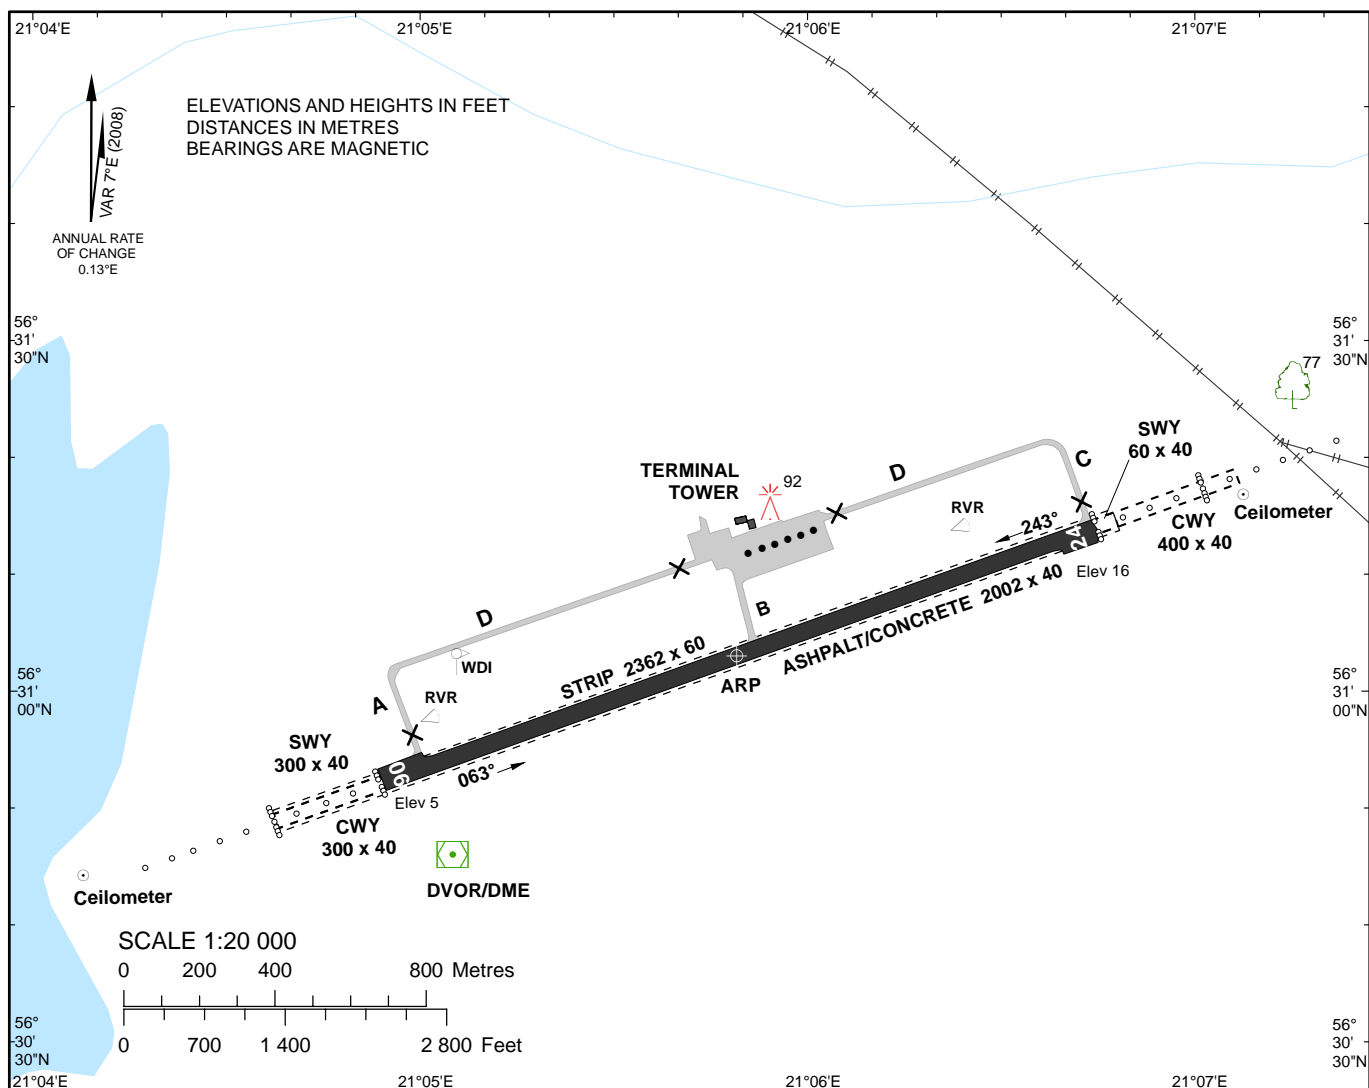 21°04'E
21°05'E
21°06'E
21°07'E
ELEVATIONS AND HEIGHTS IN FEET
DISTANCES IN METRES
BEARINGS ARE MAGNETIC
VAR 7°E (2008)
ANNUAL RATE
OF CHANGE
0.13°E
56°
31'
30"N
56°
31'
30"N
77
SWY
60 x 40
C
D
TERMINAL
TOWER
92
RVR
243°
24
CWY
400 x 40
Ceilometer
Elev 16
ASHPALT/CONCRETE 2002 x 40
B
D
STRIP 2362 x 60
WDI
ARP
56°
31'
00"N
56°
31'
00"N
A
RVR
SWY
300 x 40
06
063°
Elev 5
CWY
300 x 40
Ceilometer
DVOR/DME
SCALE 1:20 000
0 200 400 800 Metres
0 700 1 400 2 800 Feet
56°
30'
30"N
56°
30'
30"N
21°04'E
21°05'E
21°06'E
21°07'E